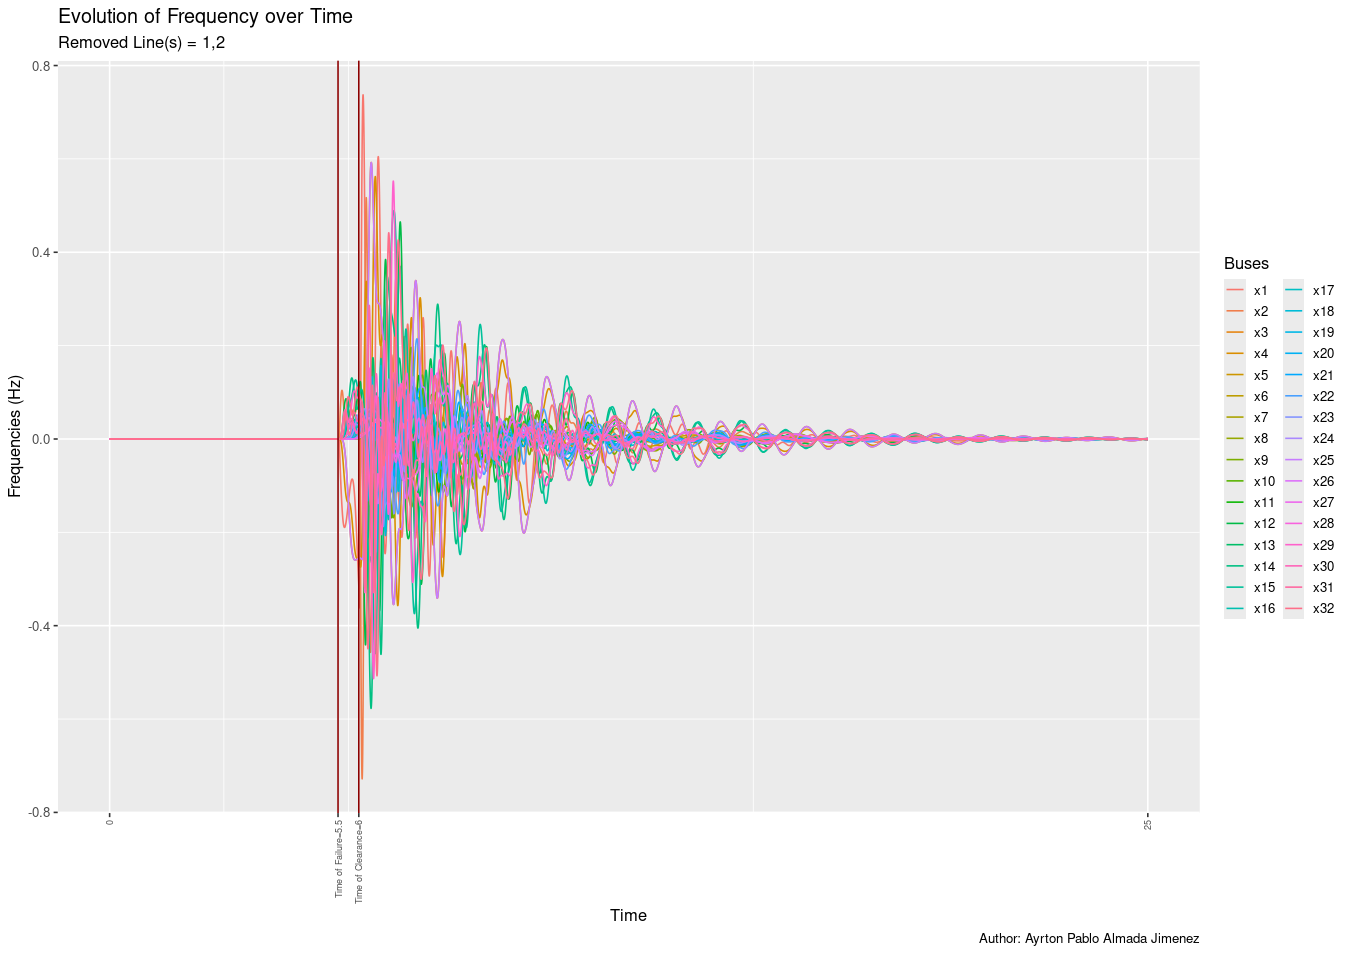 Evolution of Frequency over Time
Removed Line(s) = 1,2
Frequencies (Hz)
0.8
0.4
0.0
-0.4
-0.8
0
Time of Failure=5.5
Time of Clearance=6
25
Time
Buses
x1
x2
x3
x4
x5
x6
x7
x8
x9
x10
x11
x12
x13
x14
x15
x16
x17
x18
x19
x20
x21
x22
x23
x24
x25
x26
x27
x28
x29
x30
x31
x32
Author: Ayrton Pablo Almada Jimenez